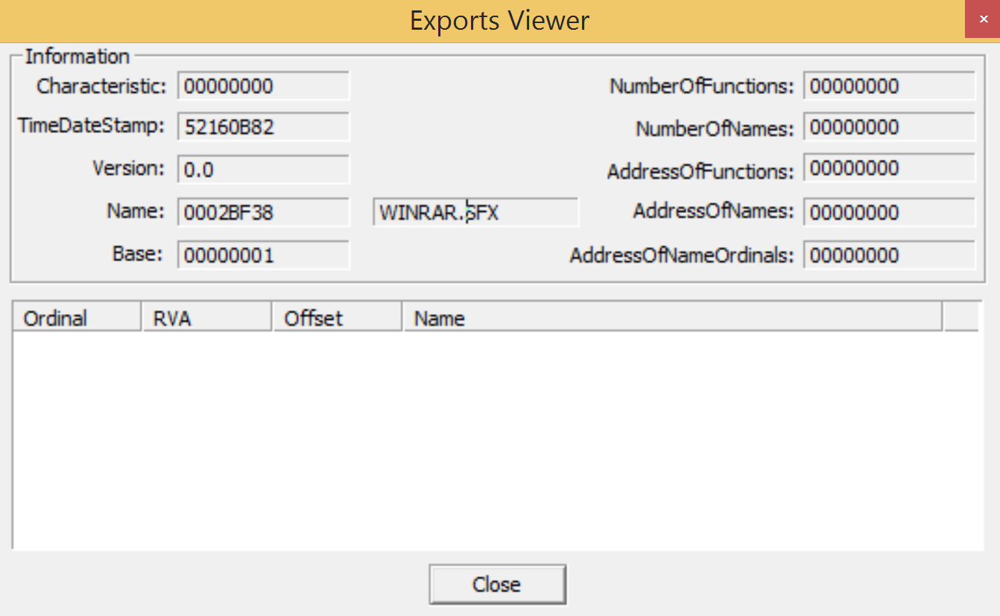 Exports Viewer
Information
Characteristic: 00000000 NumberOfFunctions: 00000000
TimeDateStamp: 52160B82 NumberOfNames: 00000000
Version: 0.0 AddressOfFunctions: 00000000
Name: 0002BF38 WINRAR.SFX AddressOfNames: 00000000
Base: 00000001 AddressOfNameOrdinals: 00000000
Ordinal RVA Offset Name
Close